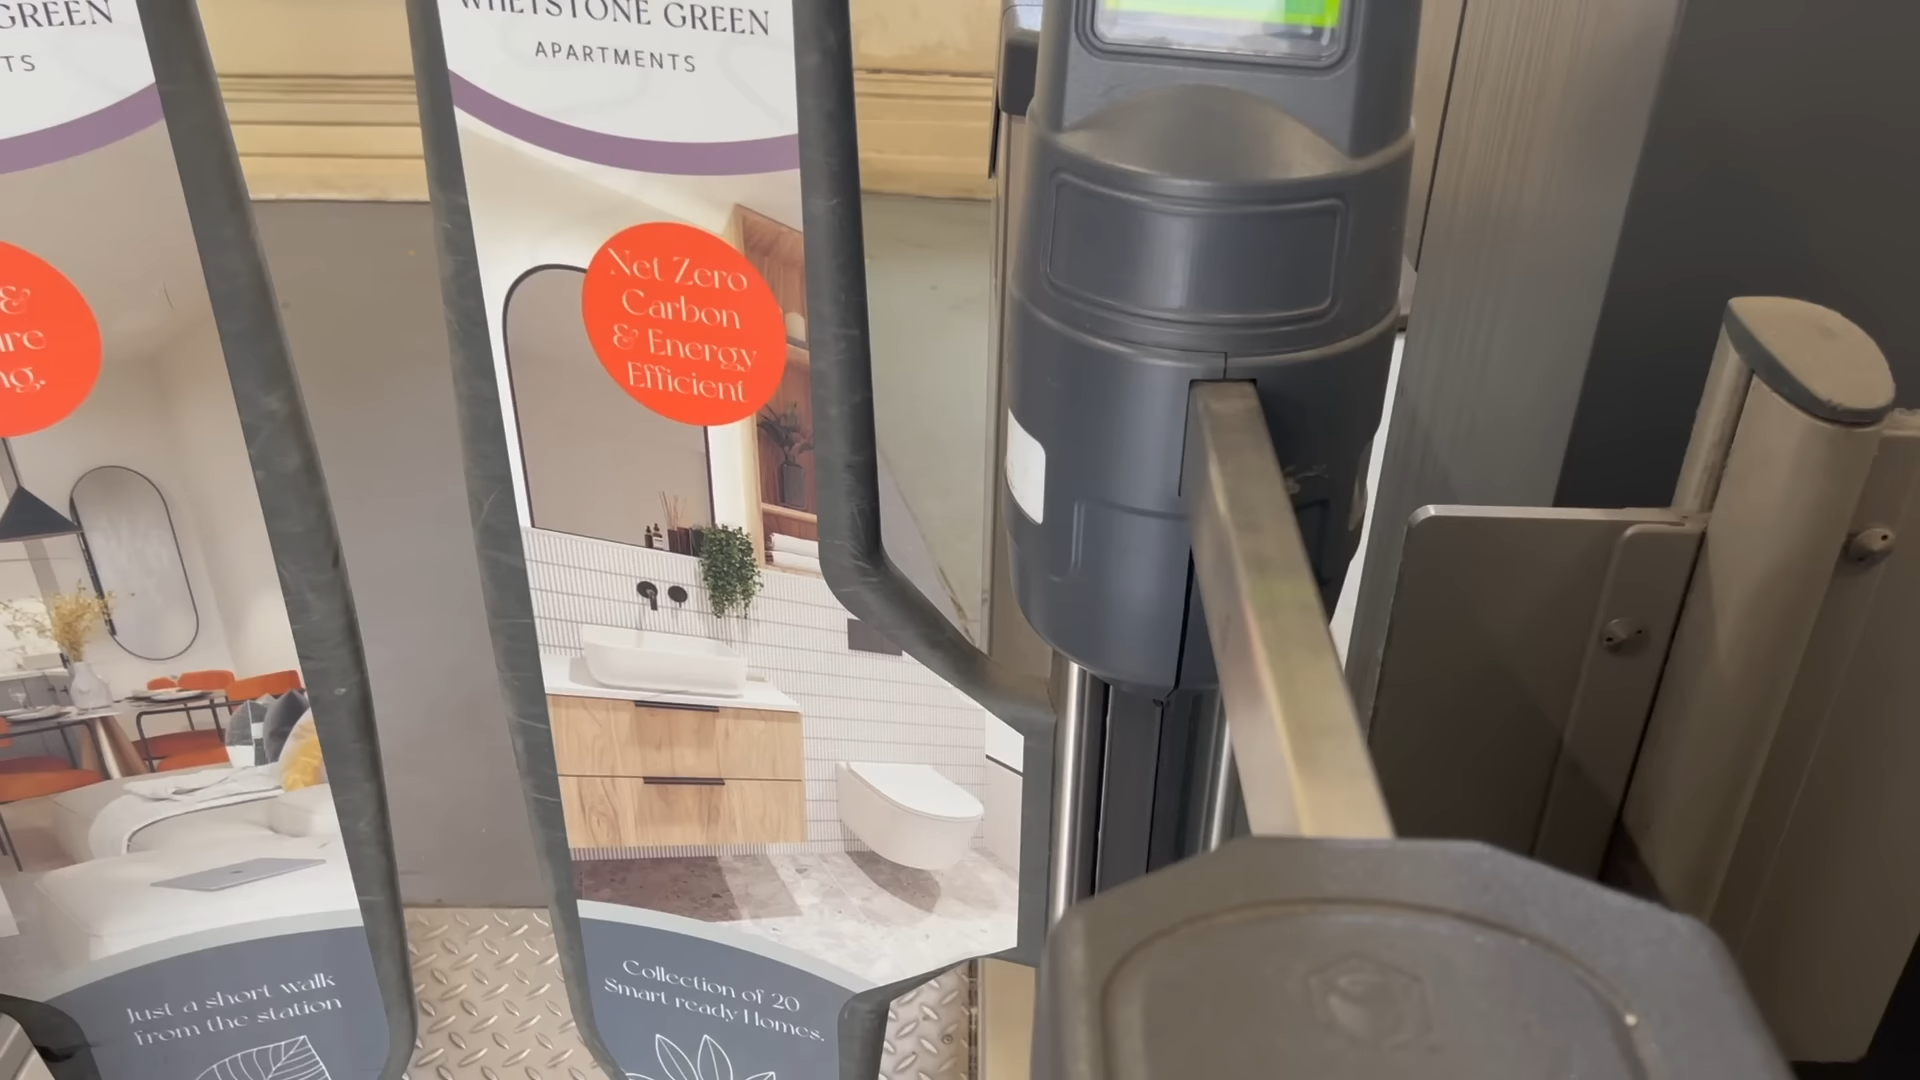 GREEN
TS
&
ng.
Just a short walk
from the station
WHETSTONE GREEN
APARTMENTS
Net Zero
Carbon
& Energy
Efficient
Collection of 20
Smart ready Homes.